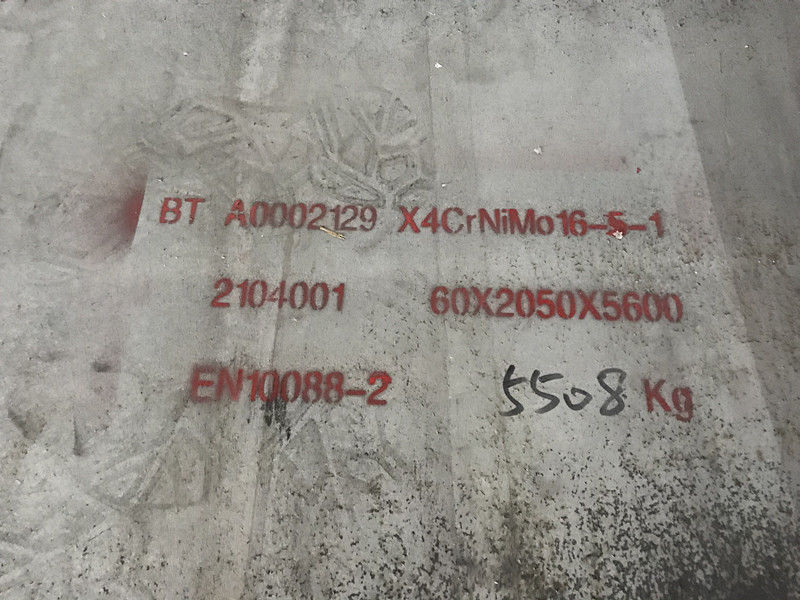 BT A0002129 X4CrNiMo16-5-1
2104001 60X2050X5600
EN10088-2 5508 Kg